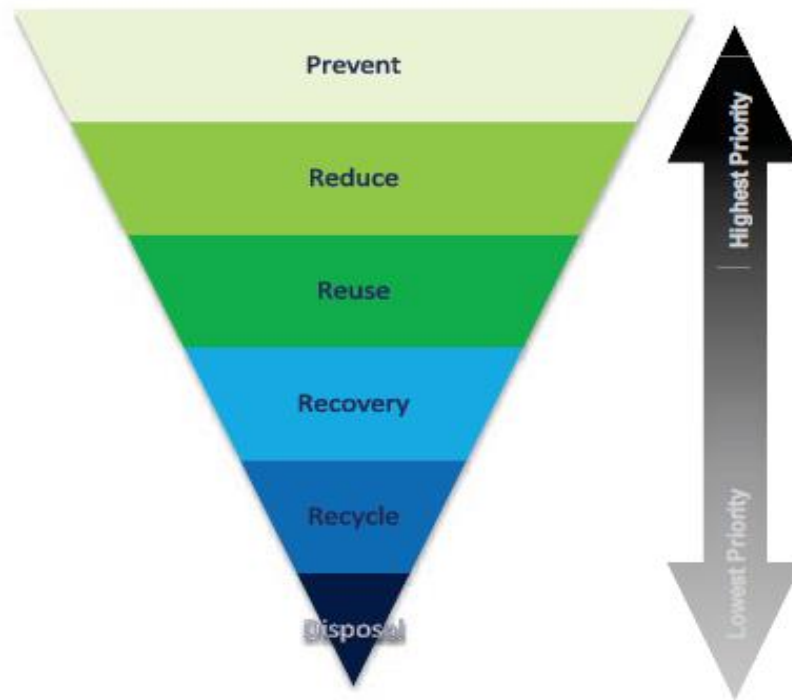 Prevent
Reduce
Reuse
Recovery
Recycle
Disposal
Highest Priority
Lowest Priority